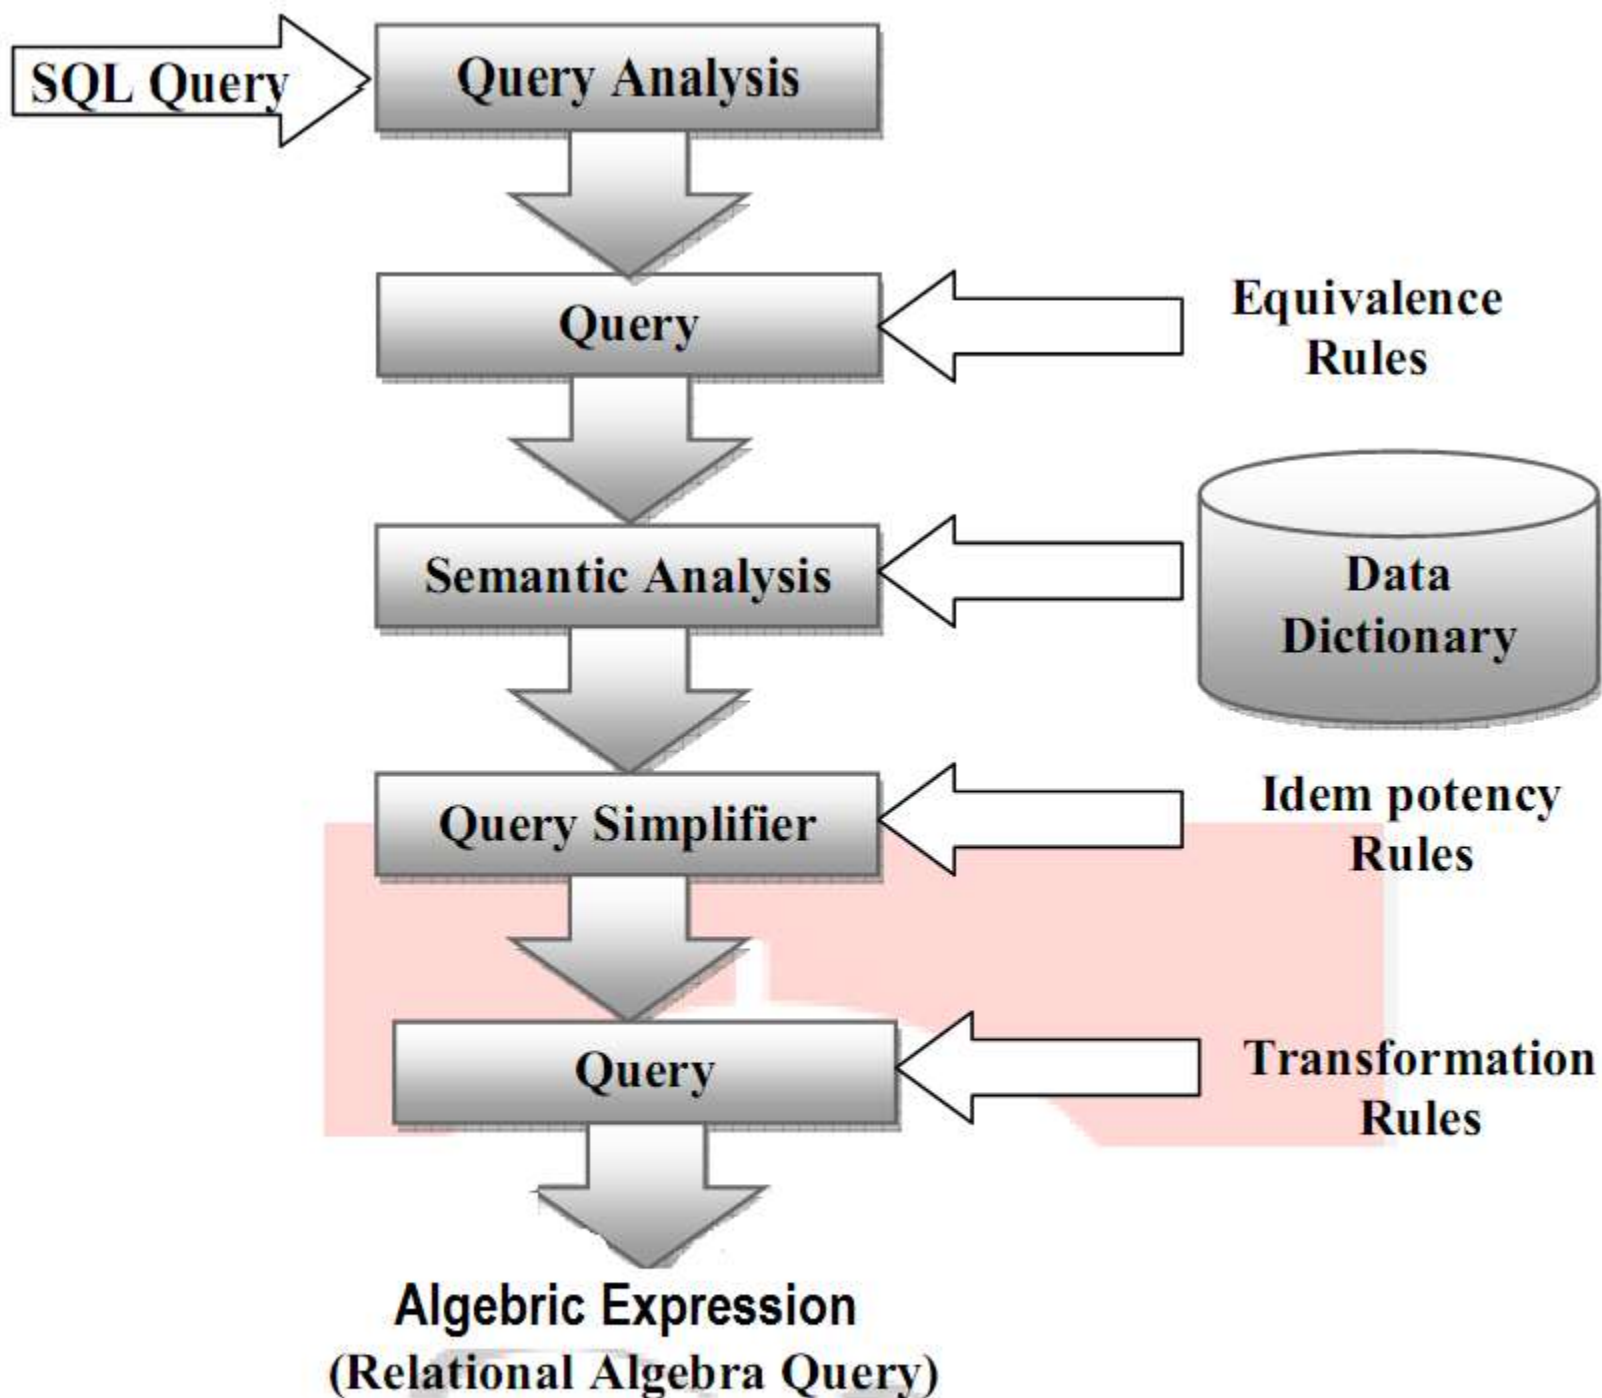 SQL Query
Query Analysis
Query
Equivalence
Rules
Semantic Analysis
Data
Dictionary
Query Simplifier
Idem potency
Rules
Query
Transformation
Rules
Algebric Expression
(Relational Algebra Query)